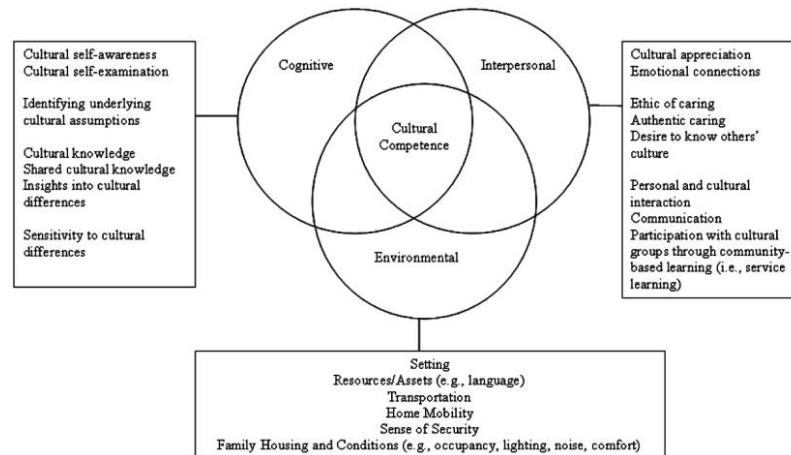 Cultural self-awareness
Cultural self-examination
Identifying underlying
cultural assumptions
Cultural knowledge
Shared cultural knowledge
Insights into cultural
differences
Sensitivity to cultural
differences
Cognitive
Interpersonal
Cultural
Competence
Environmental
Cultural appreciation
Emotional connections
Ethic of caring
Authentic caring
Desire to know others'
culture
Personal and cultural
interaction
Communication
Participation with cultural
groups through community-
based learning (i.e., service
learning)
Setting
Resources/Assets (e.g., language)
Transportation
Home Mobility
Sense of Security
Family Housing and Conditions (e.g., occupancy, lighting, noise, comfort)